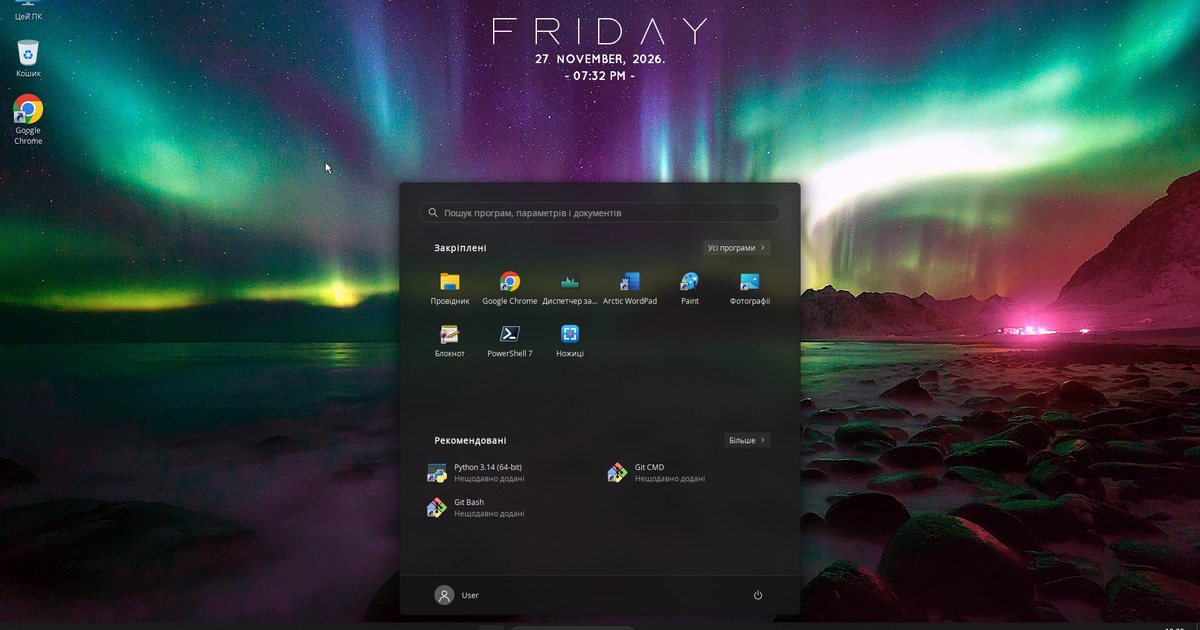 Цей ПК
Кошик
Google
Chrome
FRIDAY
27 NOVEMBER, 2026.
- 07:32 PM -
Пошук програм, параметрів і документів
Закріплені
Усі програми
Провідник
Google Chrome
Диспетчер за...
Arctic WordPad
Paint
Фотографії
Блокнот
PowerShell 7
Ножиці
Рекомендовані
Більше
Python 3.14 (64-bit)
Нещодавно додані
Git CMD
Нещодавно додані
Git Bash
Нещодавно додані
User